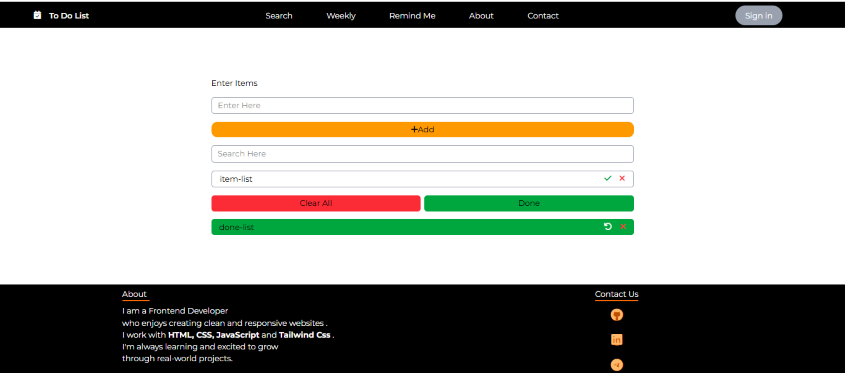 To Do List Search Weekly Remind Me About Contact Sign In
Enter Items
Enter Here
+Add
Search Here
item-list
Clear All Done
done-list
About Contact Us
I am a Frontend Developer
who enjoys creating clean and responsive websites .
I work with HTML, CSS, JavaScript and Tailwind Css .
I'm always learning and excited to grow
through real-world projects.